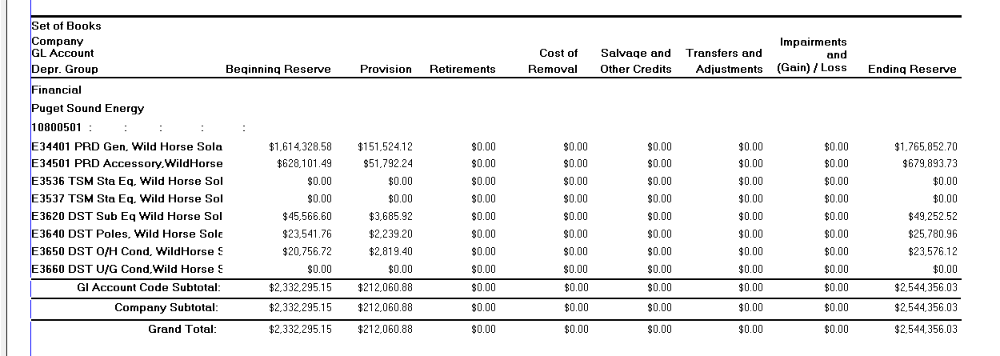 Set of Books
Company
GL Account
Depr. Group Beginning Reserve Provision Retirements Cost of Removal Salvage and Other Credits Transfers and Adjustments Impairments and (Gain) / Loss Ending Reserve
Financial
Puget Sound Energy
10800501 : : : : :
E34401 PRD Gen, Wild Horse Sola $1,614,328.58 $151,524.12 $0.00 $0.00 $0.00 $0.00 $0.00 $1,765,852.70
E34501 PRD Accessory,WildHorse $628,101.49 $51,792.24 $0.00 $0.00 $0.00 $0.00 $0.00 $679,893.73
E3536 TSM Sta Eq, Wild Horse Sol $0.00 $0.00 $0.00 $0.00 $0.00 $0.00 $0.00 $0.00
E3537 TSM Sta Eq, Wild Horse Sol $0.00 $0.00 $0.00 $0.00 $0.00 $0.00 $0.00 $0.00
E3620 DST Sub Eq Wild Horse Sol $45,566.60 $3,685.92 $0.00 $0.00 $0.00 $0.00 $0.00 $49,252.52
E3640 DST Poles, Wild Horse Sola $23,541.76 $2,239.20 $0.00 $0.00 $0.00 $0.00 $0.00 $25,780.96
E3650 DST O/H Cond, WildHorse S $20,756.72 $2,819.40 $0.00 $0.00 $0.00 $0.00 $0.00 $23,576.12
E3660 DST U/G Cond,Wild Horse S $0.00 $0.00 $0.00 $0.00 $0.00 $0.00 $0.00 $0.00
Gl Account Code Subtotal: $2,332,295.15 $212,060.88 $0.00 $0.00 $0.00 $0.00 $0.00 $2,544,356.03
Company Subtotal: $2,332,295.15 $212,060.88 $0.00 $0.00 $0.00 $0.00 $0.00 $2,544,356.03
Grand Total: $2,332,295.15 $212,060.88 $0.00 $0.00 $0.00 $0.00 $0.00 $2,544,356.03